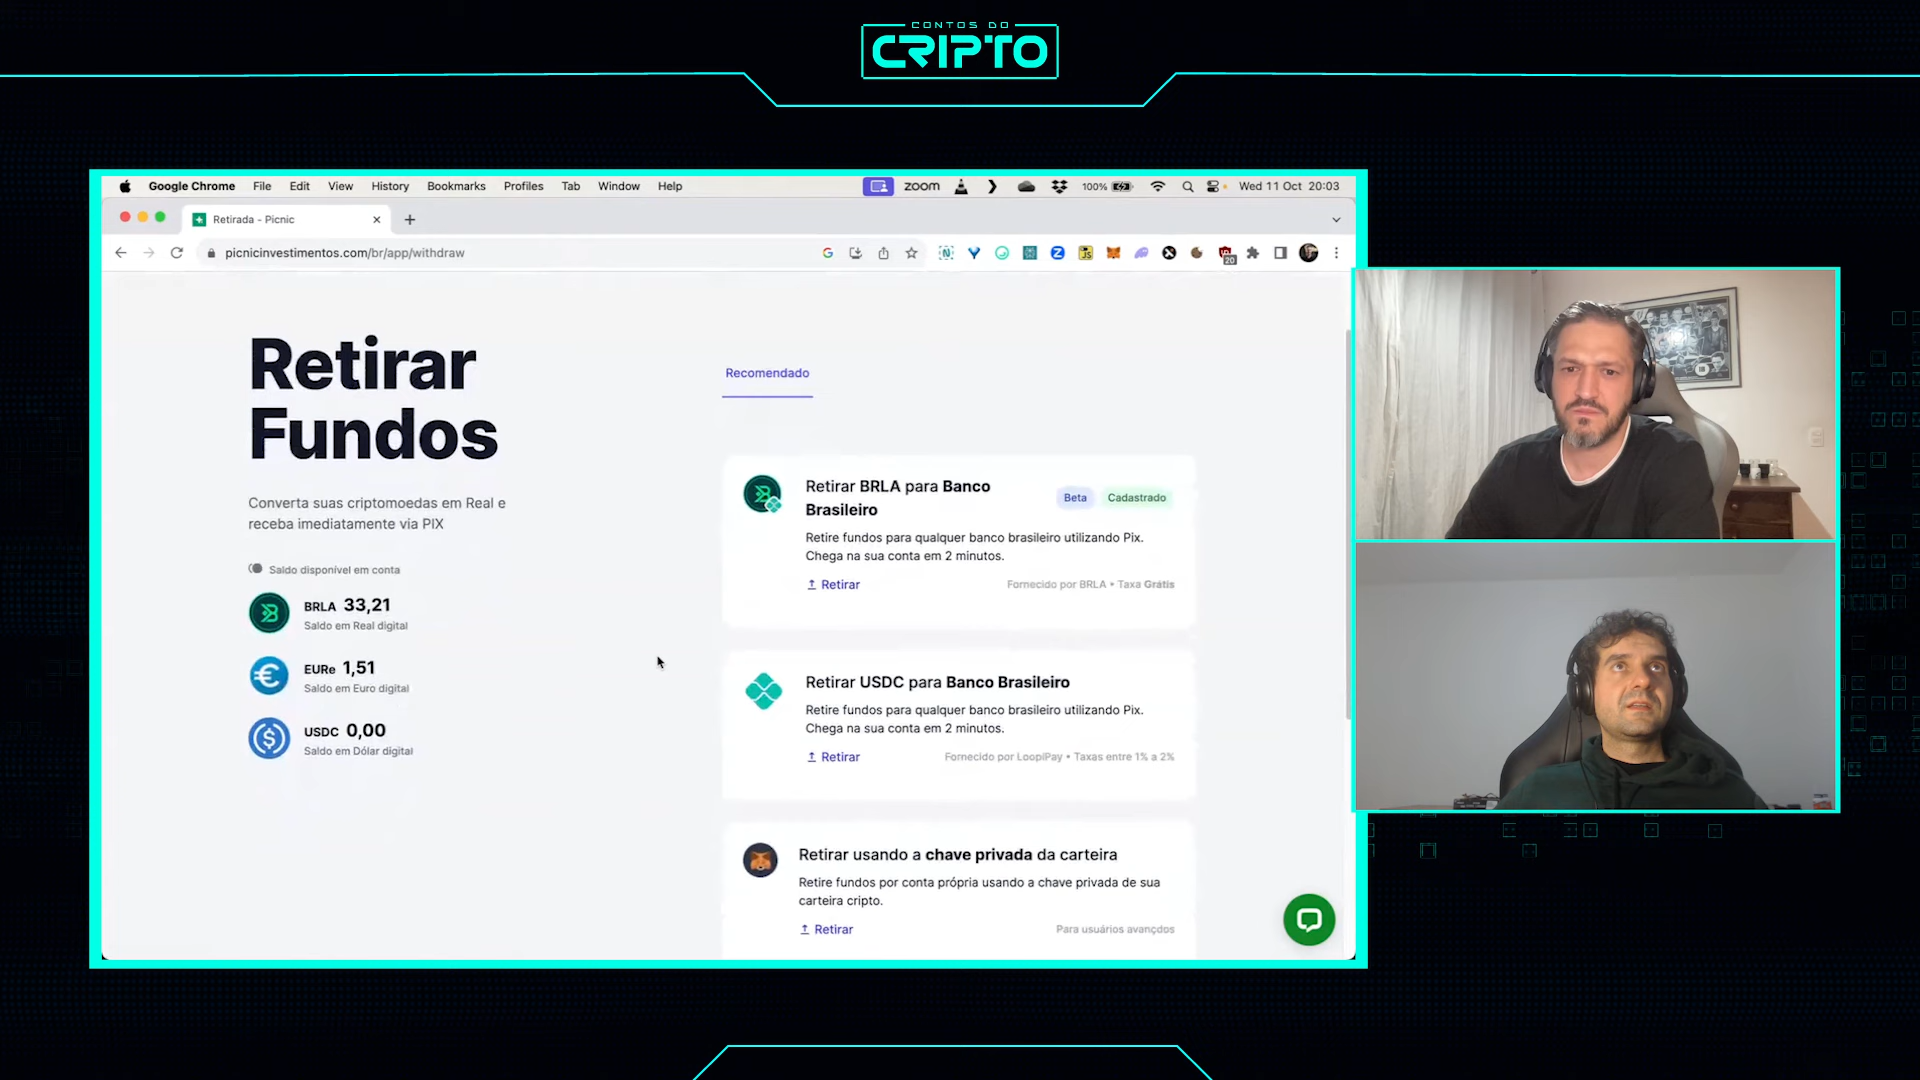 CONTOS DO
CRIPTO
Google Chrome File Edit View History Bookmarks Profiles Tab Window Help
zoom 100% Wed 11 Oct 20:03
Retirada - Picnic
picnicinvestimentos.com/br/app/withdraw
20
Retirar
Fundos
Converta suas criptomoedas em Real e
receba imediatamente via PIX
Saldo disponível em conta
BRLA 33,21
Saldo em Real digital
EURe 1,51
Saldo em Euro digital
USDC 0,00
Saldo em Dólar digital
Recomendado
Retirar BRLA para Banco
Brasileiro
Beta Cadastrado
Retire fundos para qualquer banco brasileiro utilizando Pix.
Chega na sua conta em 2 minutos.
Retirar
Fornecido por BRLA • Taxa Grátis
Retirar USDC para Banco Brasileiro
Retire fundos para qualquer banco brasileiro utilizando Pix.
Chega na sua conta em 2 minutos.
Retirar
Fornecido por LoopiPay • Taxas entre 1% a 2%
Retirar usando a chave privada da carteira
Retire fundos por conta própria usando a chave privada de sua
carteira cripto.
Retirar
Para usuários avançdos